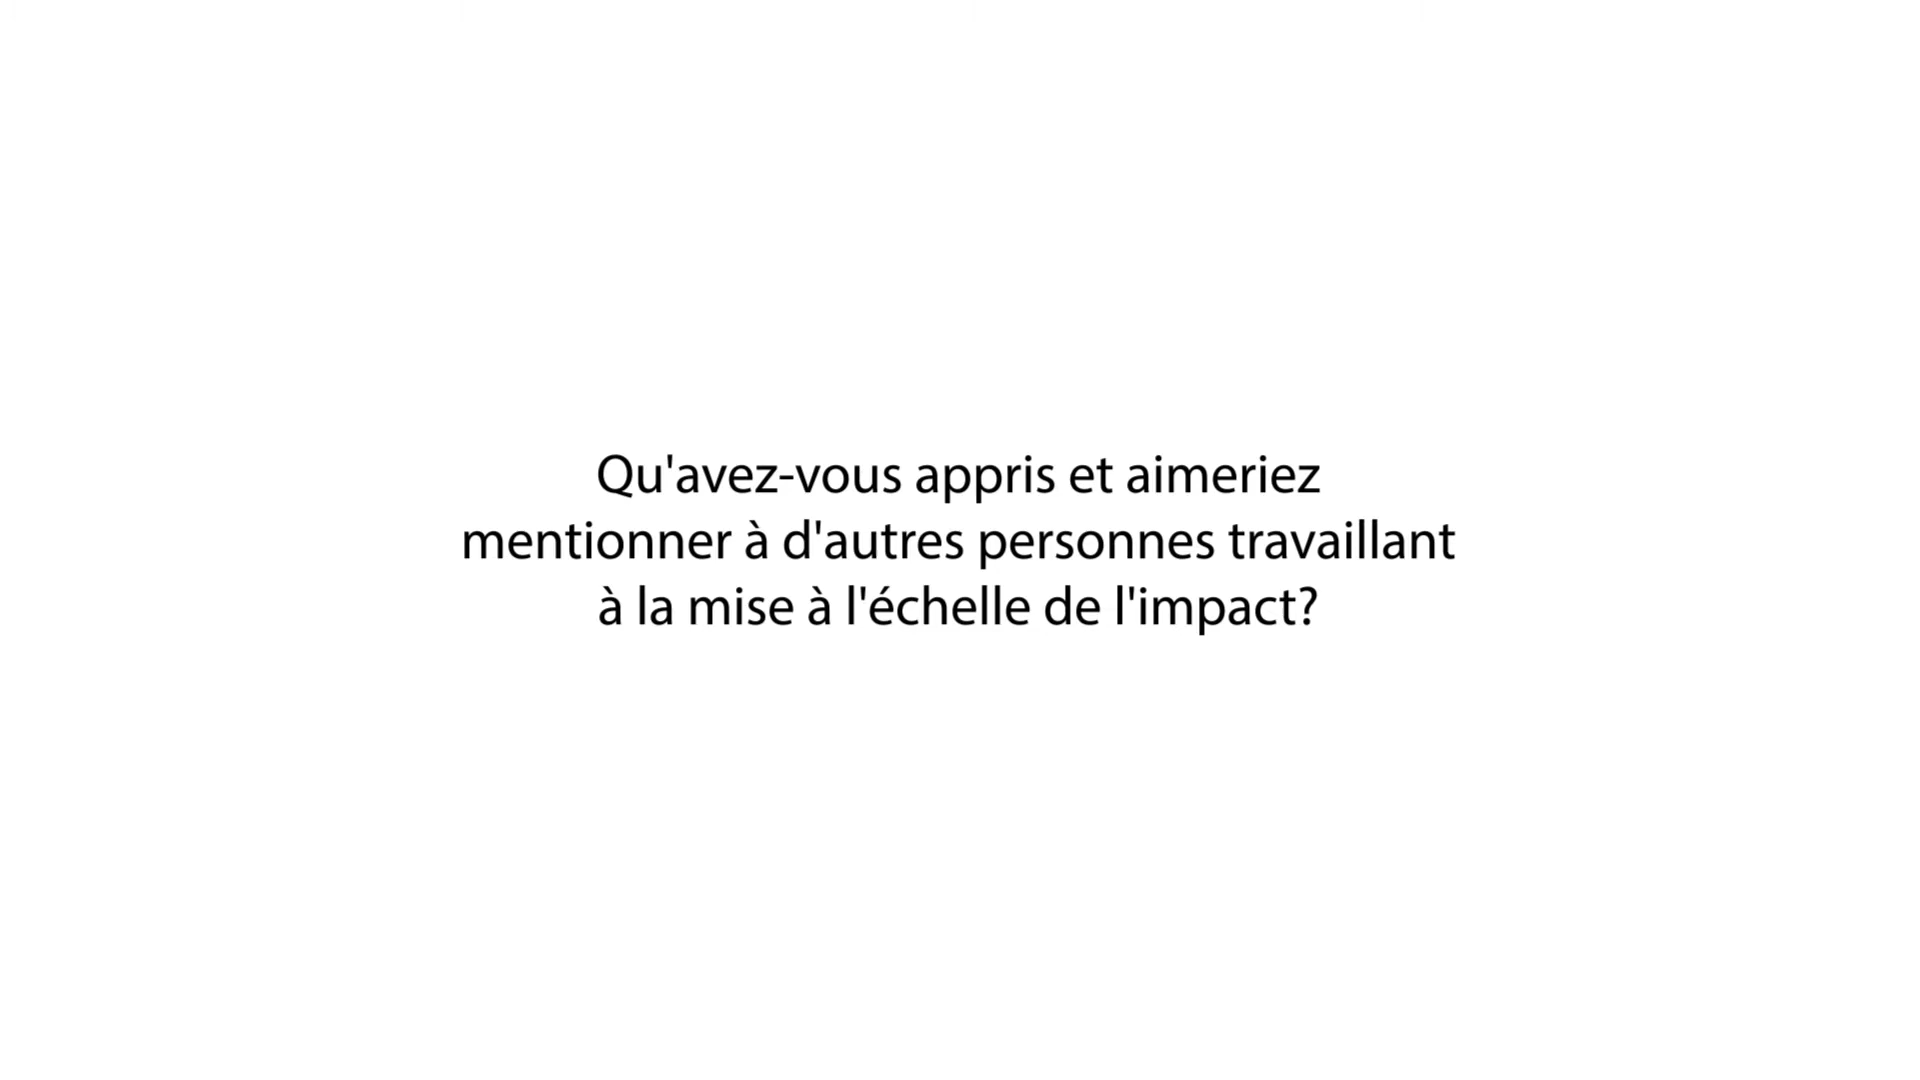 Qu'avez-vous appris et aimeriez
mentionner à d'autres personnes travaillant
à la mise à l'échelle de l'impact?